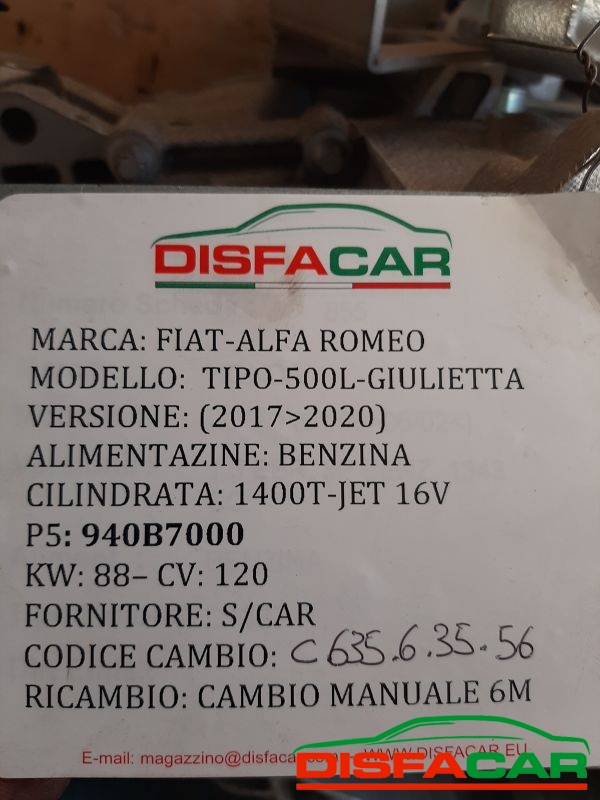 DISFACAR
MARCA: FIAT-ALFA ROMEO
MODELLO: TIPO-500L-GIULIETTA
VERSIONE: (2017>2020)
ALIMENTAZINE: BENZINA
CILINDRATA: 1400T-JET 16V
P5: 940B7000
KW: 88– CV: 120
FORNITORE: S/CAR
CODICE CAMBIO: C635.6.35.56
RICAMBIO: CAMBIO MANUALE 6M
E-mail: WWW.DISFACAR.EU
DISFACAR